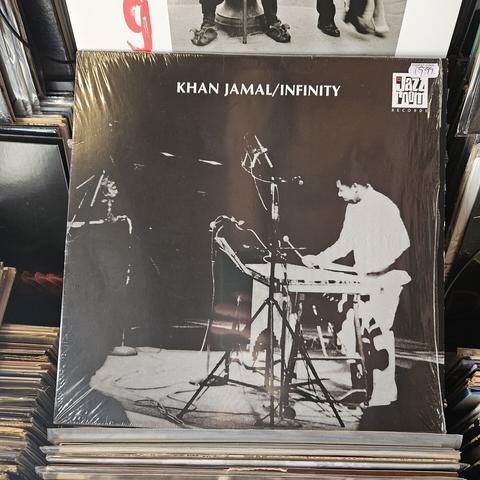 g
KHAN JAMAL/INFINITY
Jazz
Room
RECORDS